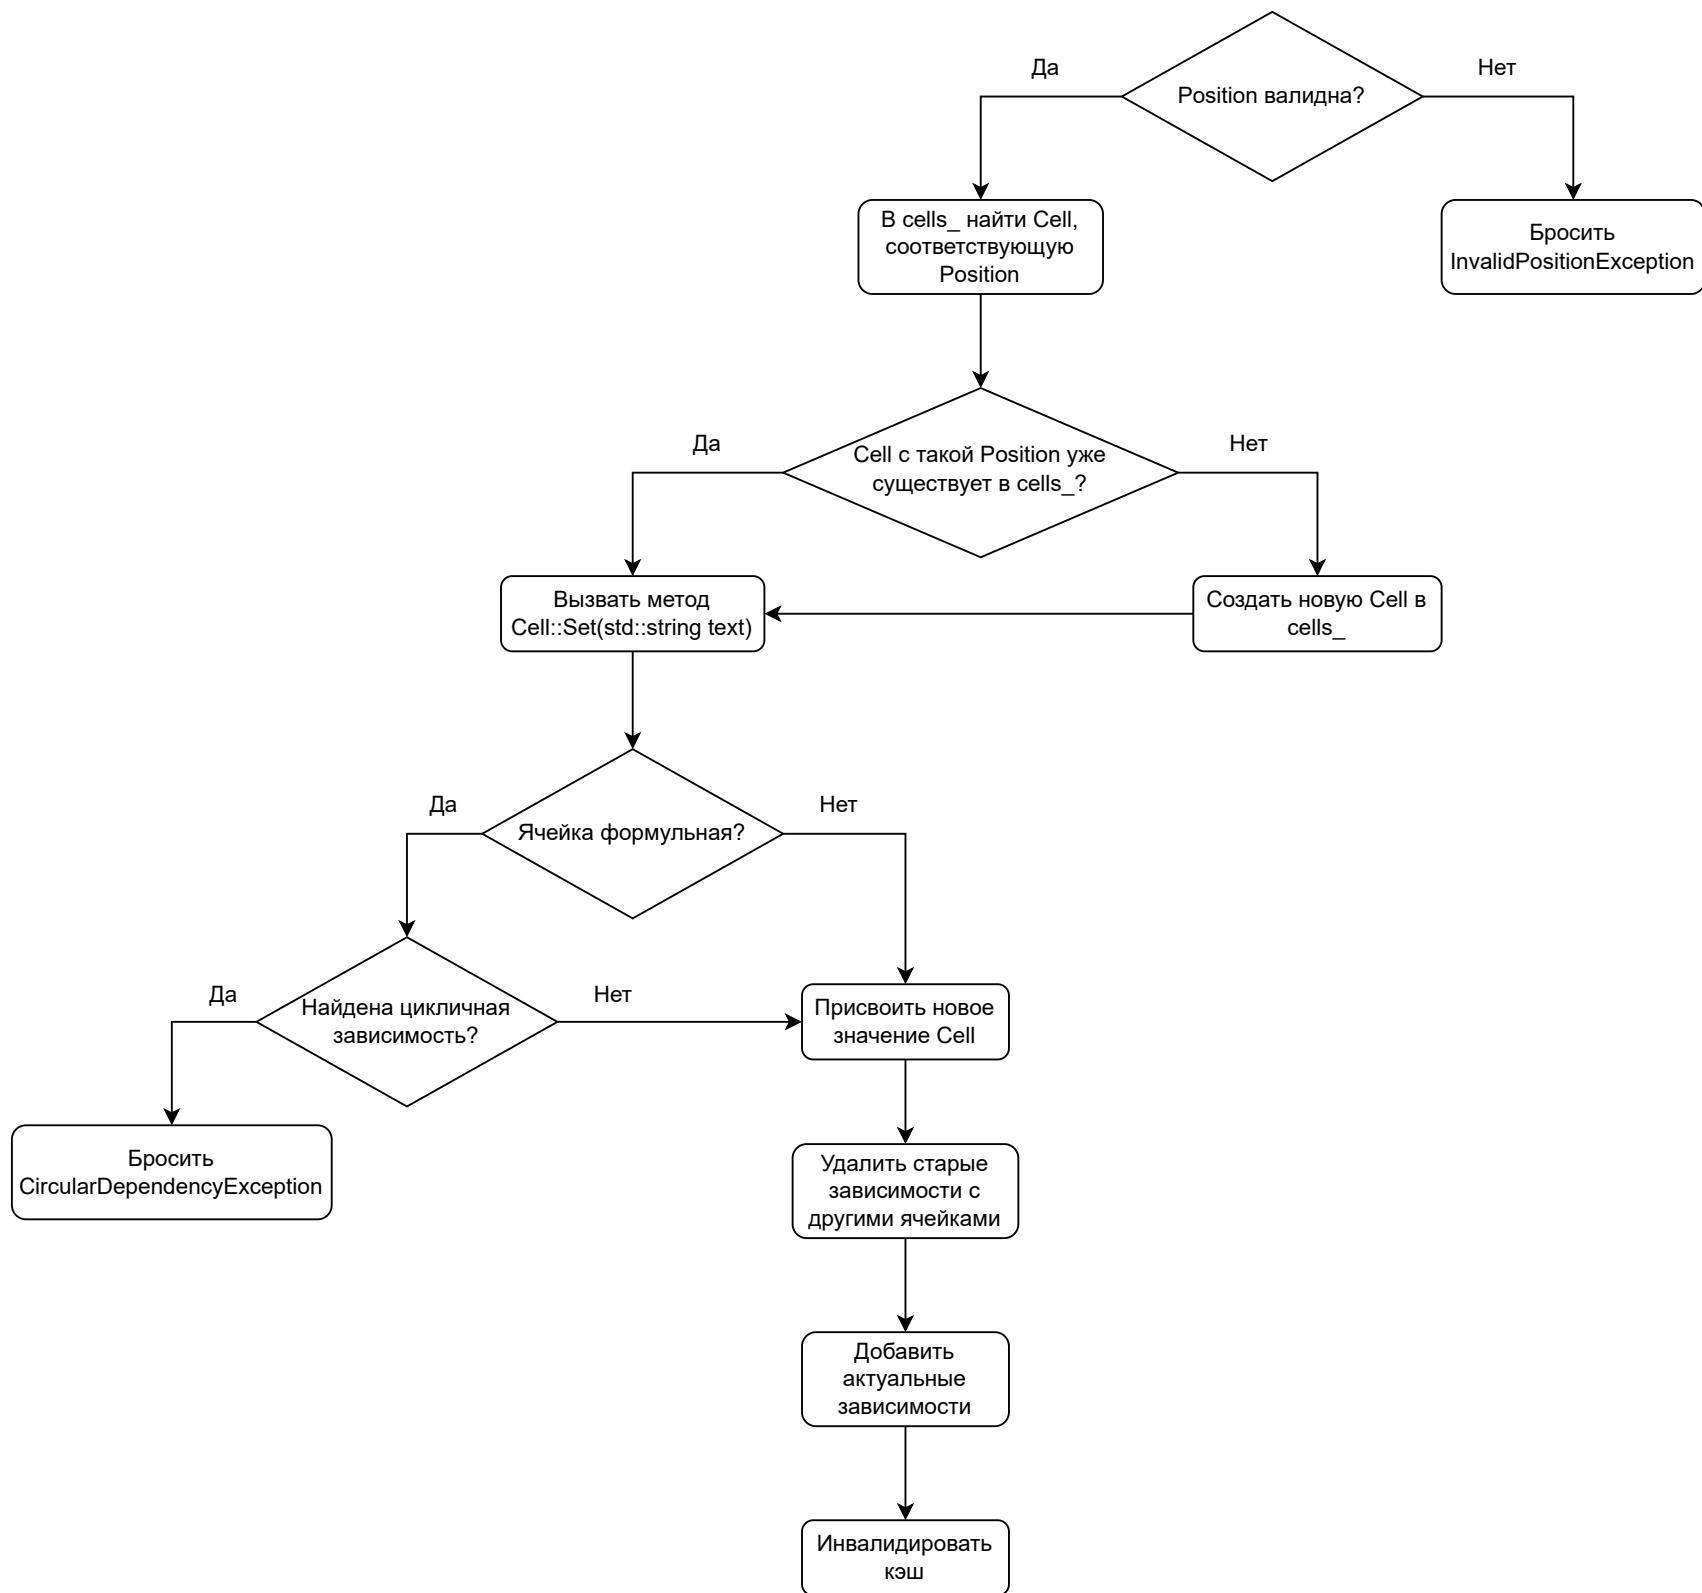 Да
Нет
Position валидна?
В cells_ найти Cell,
соответствующую
Position
Бросить
InvalidPositionException
Да
Нет
Cell с такой Position уже
существует в cells_?
Вызвать метод
Cell::Set(std::string text)
Создать новую Cell в
cells_
Да
Нет
Ячейка формульная?
Да
Найдена цикличная
зависимость?
Нет
Присвоить новое
значение Cell
Бросить
CircularDependencyException
Удалить старые
зависимости с
другими ячейками
Добавить
актуальные
зависимости
Инвалидировать
кэш